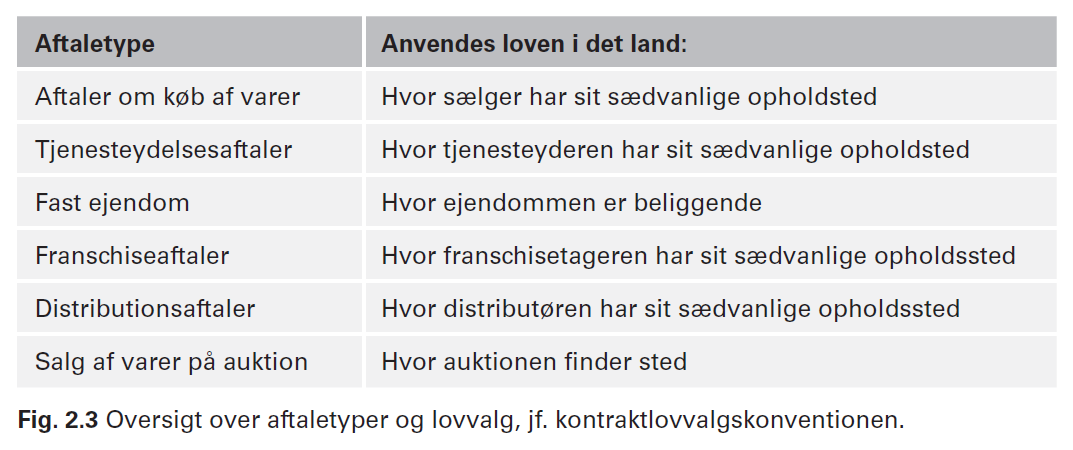 Aftaletype Anvendes loven i det land:
Aftaler om køb af varer Hvor sælger har sit sædvanlige opholdsted
Tjenesteydelsesaftaler Hvor tjenesteyderen har sit sædvanlige opholdsted
Fast ejendom Hvor ejendommen er beliggende
Franschiseaftaler Hvor franschisetageren har sit sædvanlige opholdssted
Distributionsaftaler Hvor distributøren har sit sædvanlige opholdssted
Salg af varer på auktion Hvor auktionen finder sted
Fig. 2.3 Oversigt over aftaletyper og lovvalg, jf. kontraktlovvalgskonventionen.